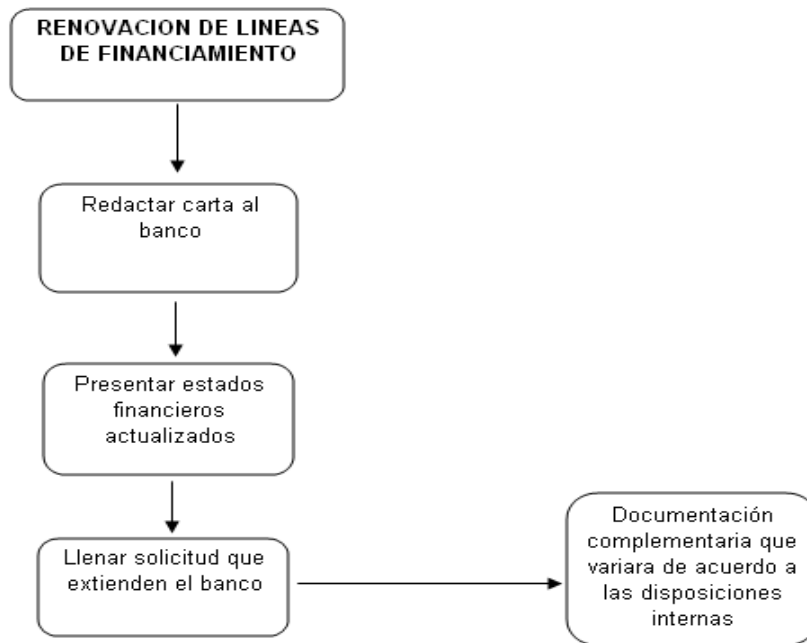 RENOVACION DE LINEAS
DE FINANCIAMIENTO
Redactar carta al
banco
Presentar estados
financieros
actualizados
Llenar solicitud que
extienden el banco
Documentación
complementaria que
variara de acuerdo a
las disposiciones
internas